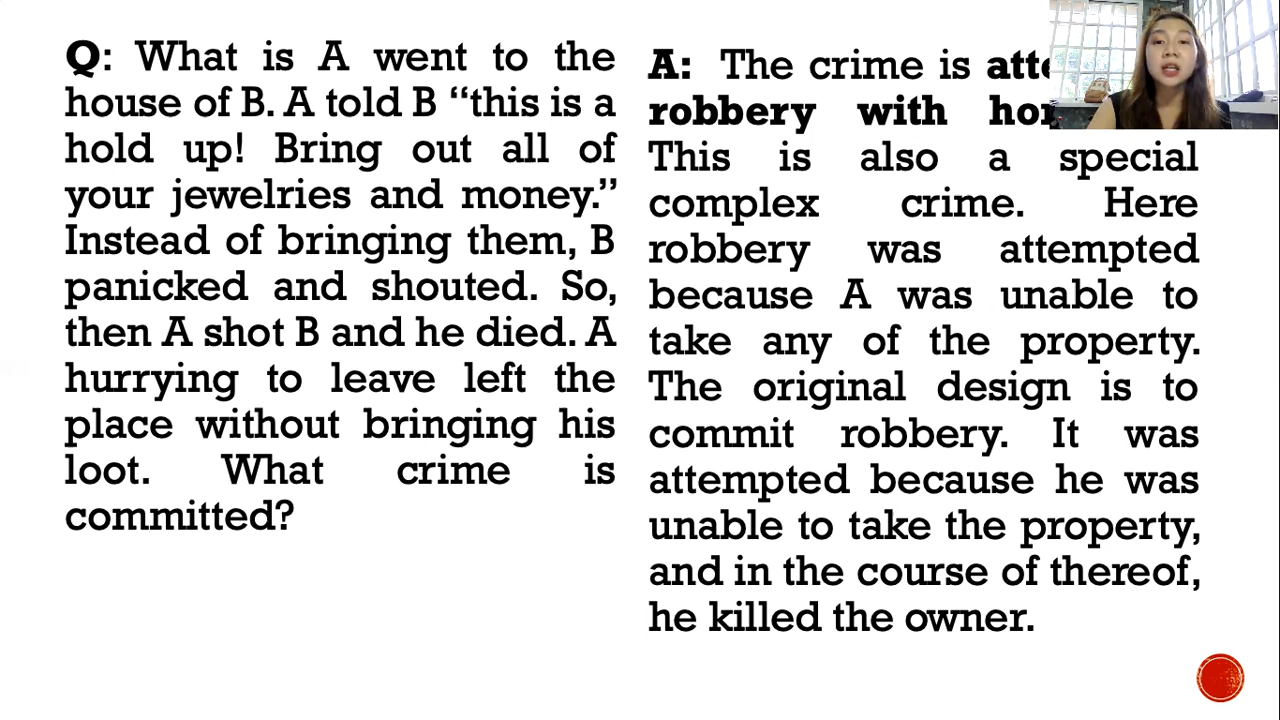 Q: What is A went to the
house of B. A told B “this is a
hold up! Bring out all of
your jewelries and money.”
Instead of bringing them, B
panicked and shouted. So,
then A shot B and he died. A
hurrying to leave left the
place without bringing his
loot. What crime is
committed?
A: The crime is
robbery with
This is also a special
complex crime. Here
robbery was attempted
because A was unable to
take any of the property.
The original design is to
commit robbery. It was
attempted because he was
unable to take the property,
and in the course of thereof,
he killed the owner.